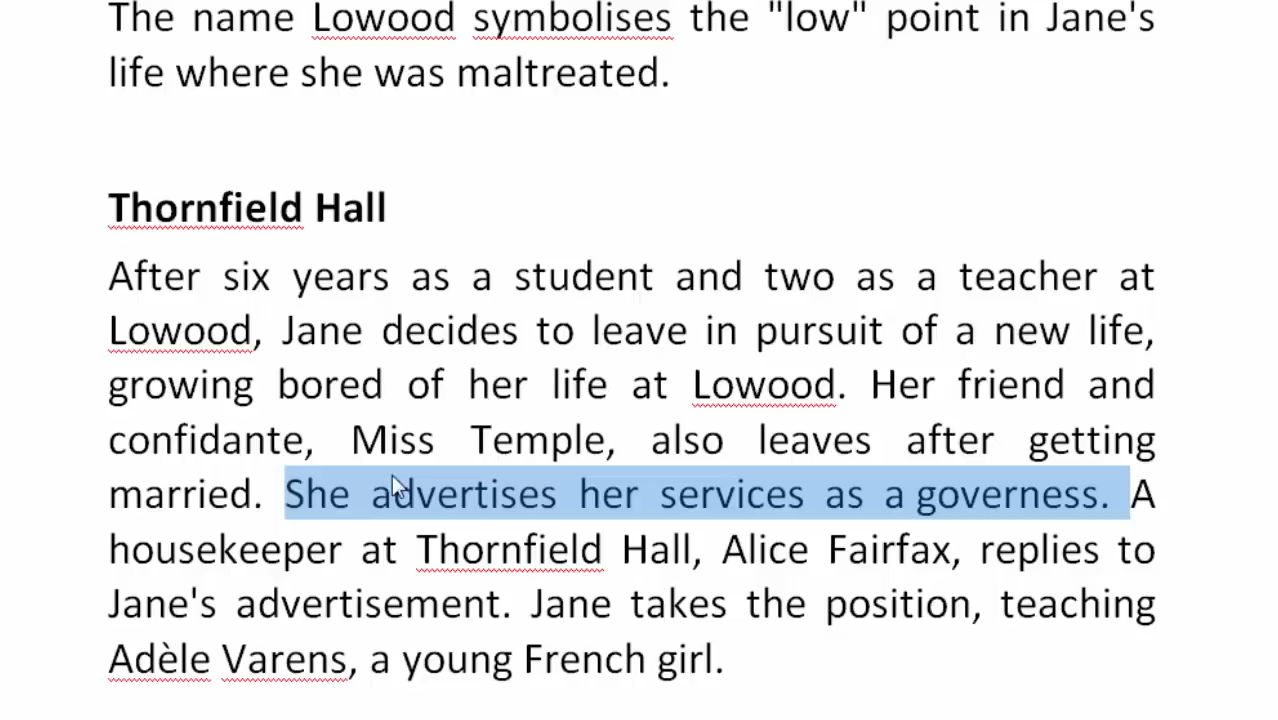 The name Lowood symbolises the "low" point in Jane's
life where she was maltreated.
Thornfield Hall
After six years as a student and two as a teacher at
Lowood, Jane decides to leave in pursuit of a new life,
growing bored of her life at Lowood. Her friend and
confidante, Miss Temple, also leaves after getting
married. She advertises her services as a governess. A
housekeeper at Thornfield Hall, Alice Fairfax, replies to
Jane's advertisement. Jane takes the position, teaching
Adèle Varens, a young French girl.